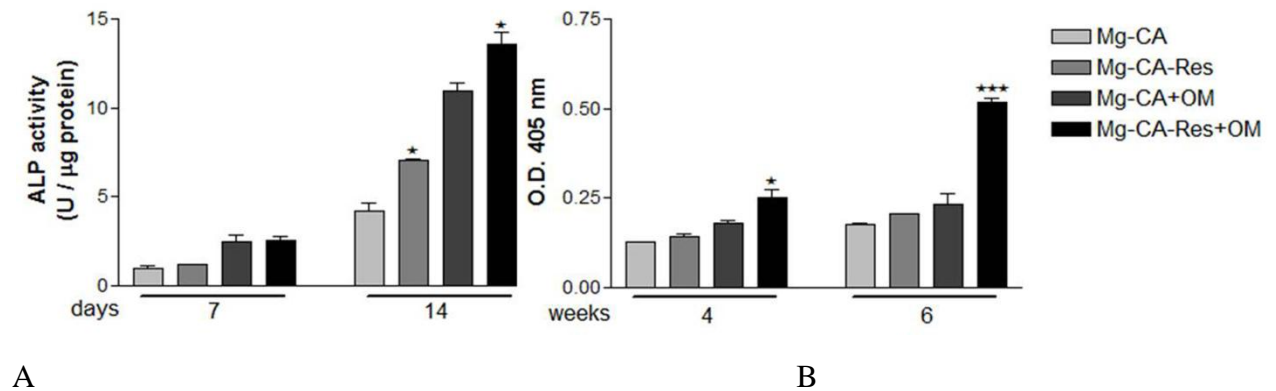 ALP activity
(U / µg protein)
15
10
5
0
★
★
days
7
14
O.D. 405 nm
0.75
0.50
0.25
0.00
★
★★★
weeks
4
6
Mg-CA
Mg-CA-Res
Mg-CA+OM
Mg-CA-Res+OM
A
B